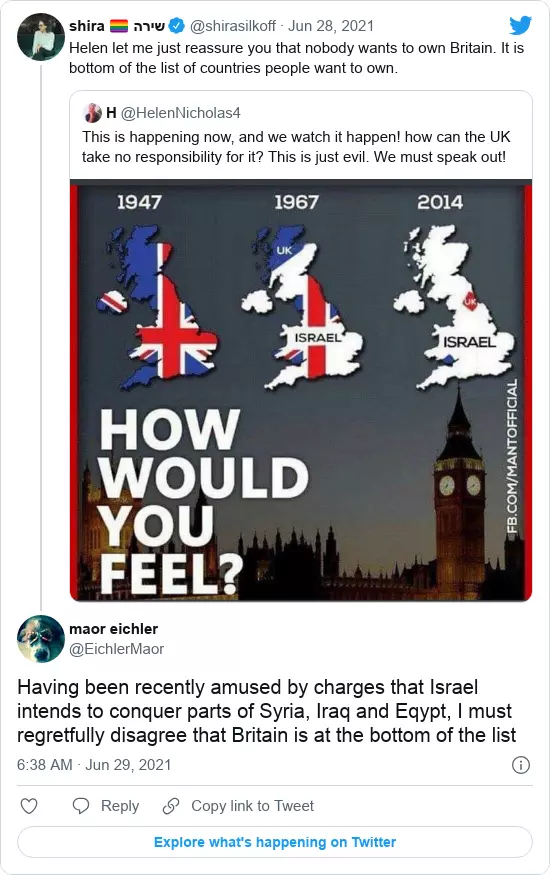 shira 🏳️‍🌈 שירה @shirasilkoff · Jun 28, 2021
Helen let me just reassure you that nobody wants to own Britain. It is
bottom of the list of countries people want to own.
H @HelenNicholas4
This is happening now, and we watch it happen! how can the UK
take no responsibility for it? This is just evil. We must speak out!
1947 1967 2014
UK
UK
ISRAEL
ISRAEL
HOW
WOULD
YOU
FEEL?
FB.COM/MANTOFFICIAL
maor eichler
@EichlerMaor
Having been recently amused by charges that Israel
intends to conquer parts of Syria, Iraq and Eqypt, I must
regretfully disagree that Britain is at the bottom of the list
6:38 AM · Jun 29, 2021
Reply Copy link to Tweet
Explore what's happening on Twitter